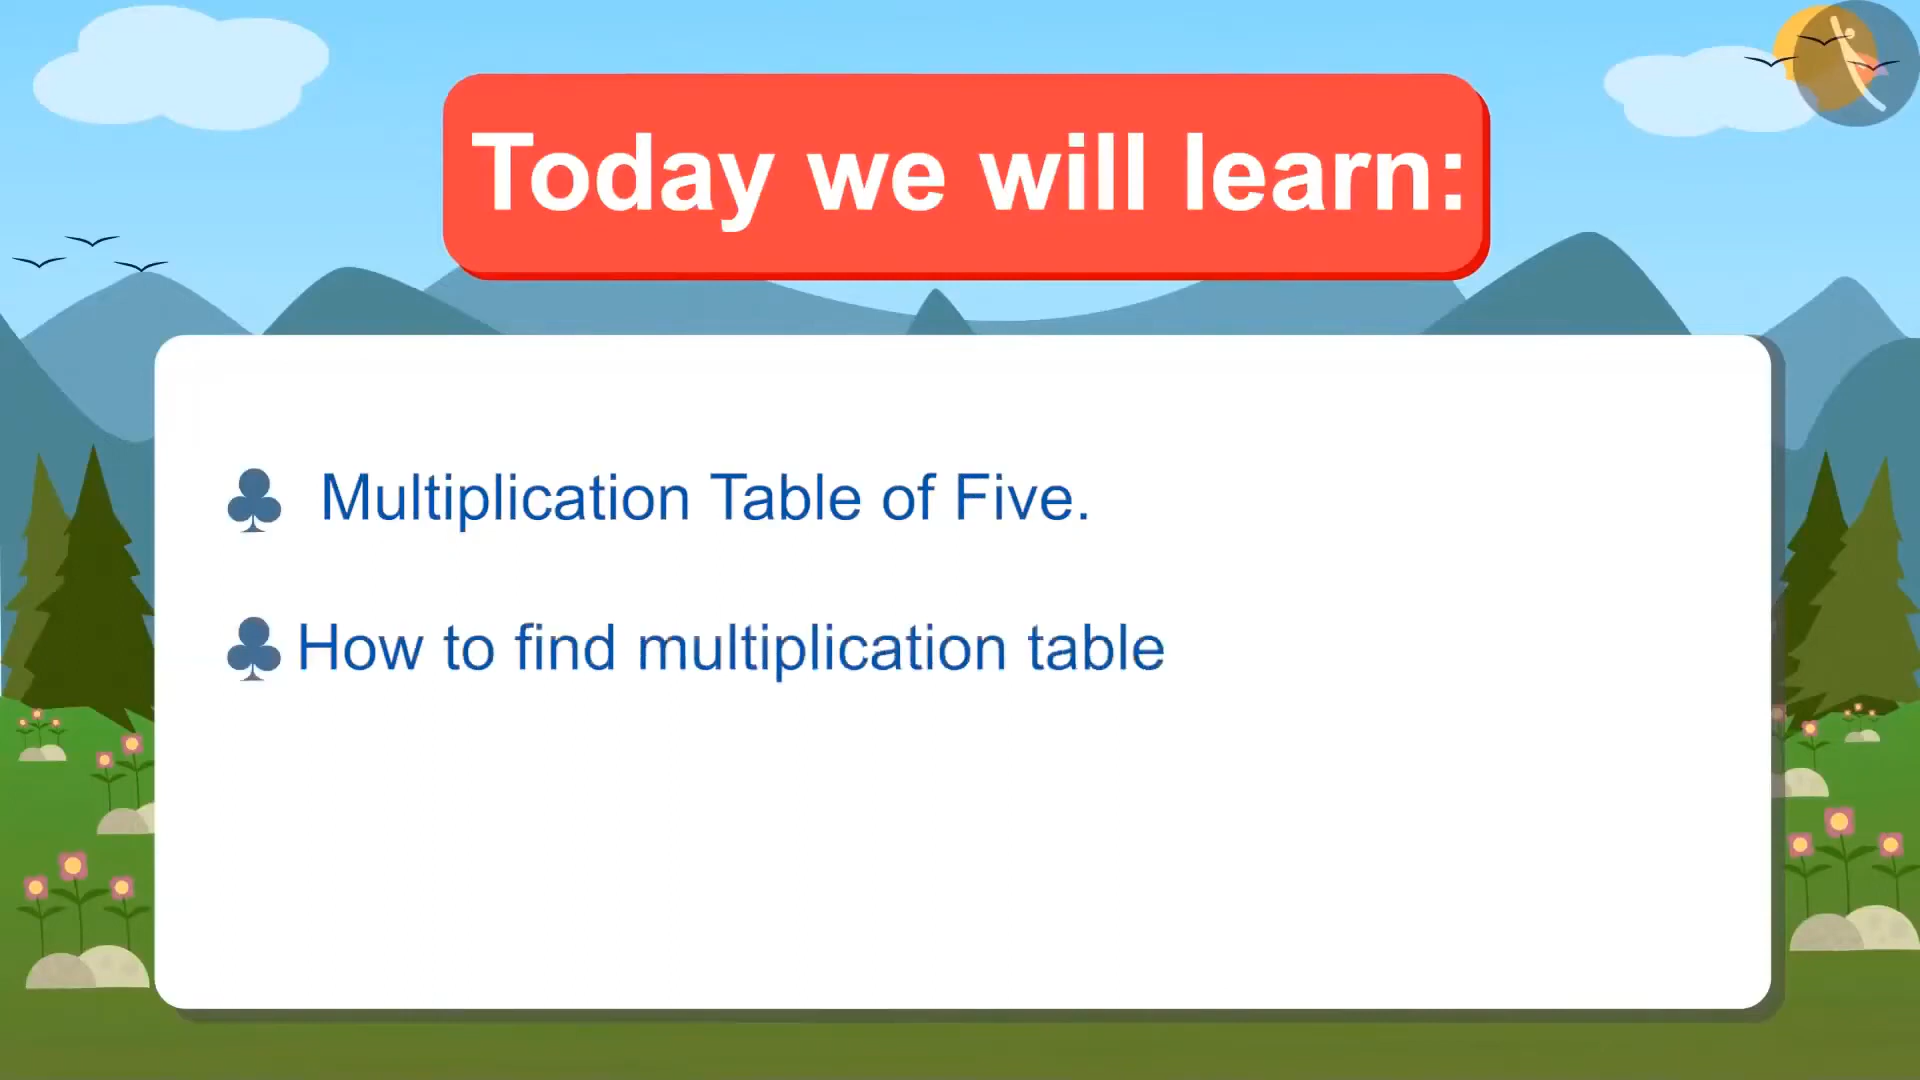 Today we will learn:
♣ Multiplication Table of Five.
♣ How to find multiplication table